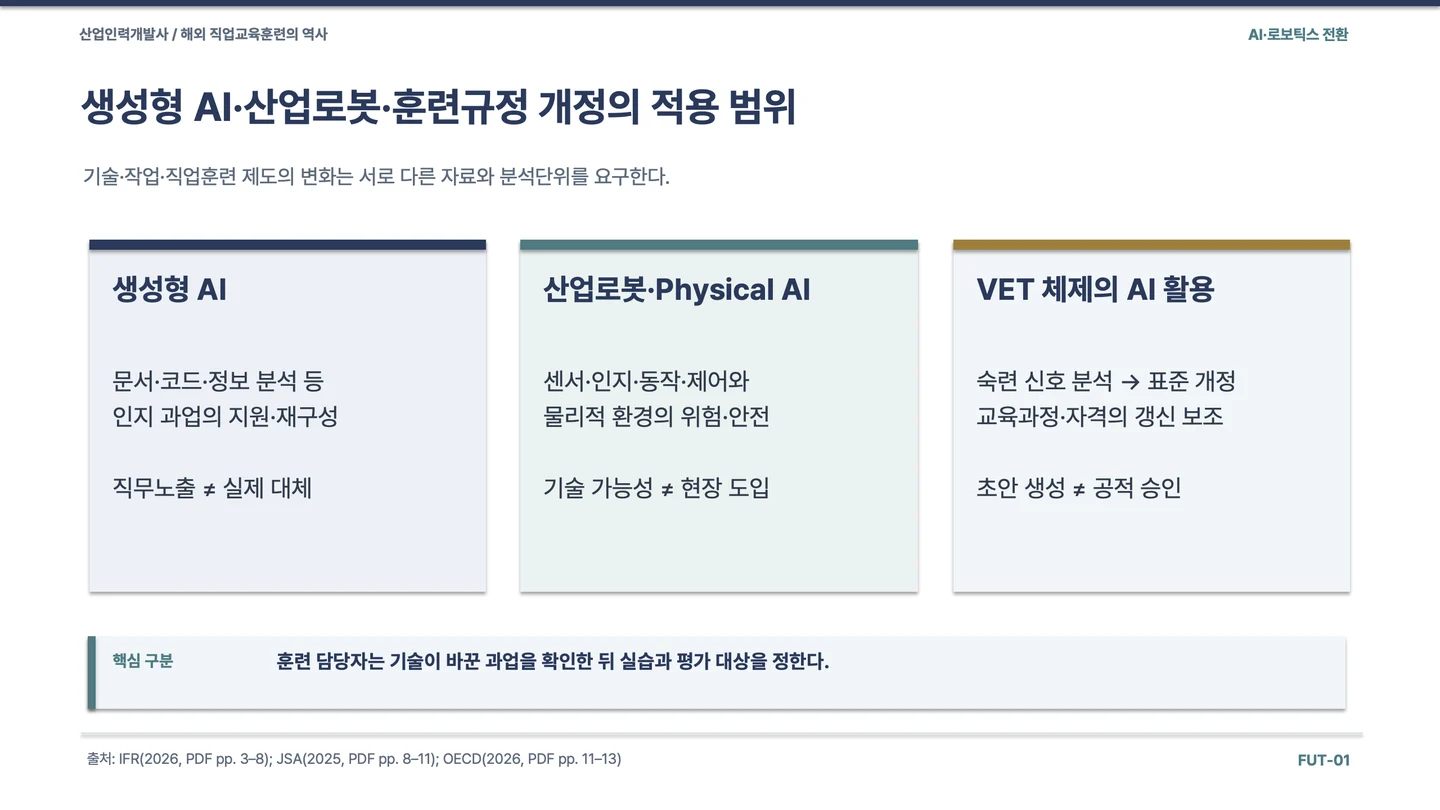 산업인력개발사 / 해외 직업교육훈련의 역사
AI·로보틱스 전환
생성형 AI·산업로봇·훈련규정 개정의 적용 범위
기술·작업·직업훈련 제도의 변화는 서로 다른 자료와 분석단위를 요구한다.
생성형 AI
문서·코드·정보 분석 등
인지 과업의 지원·재구성
직무노출 ≠ 실제 대체
산업로봇·Physical AI
센서·인지·동작·제어와
물리적 환경의 위험·안전
기술 가능성 ≠ 현장 도입
VET 체제의 AI 활용
숙련 신호 분석 → 표준 개정
교육과정·자격의 갱신 보조
초안 생성 ≠ 공적 승인
핵심 구분
훈련 담당자는 기술이 바꾼 과업을 확인한 뒤 실습과 평가 대상을 정한다.
출처: IFR(2026, PDF pp. 3–8); JSA(2025, PDF pp. 8–11); OECD(2026, PDF pp. 11–13)
FUT-01